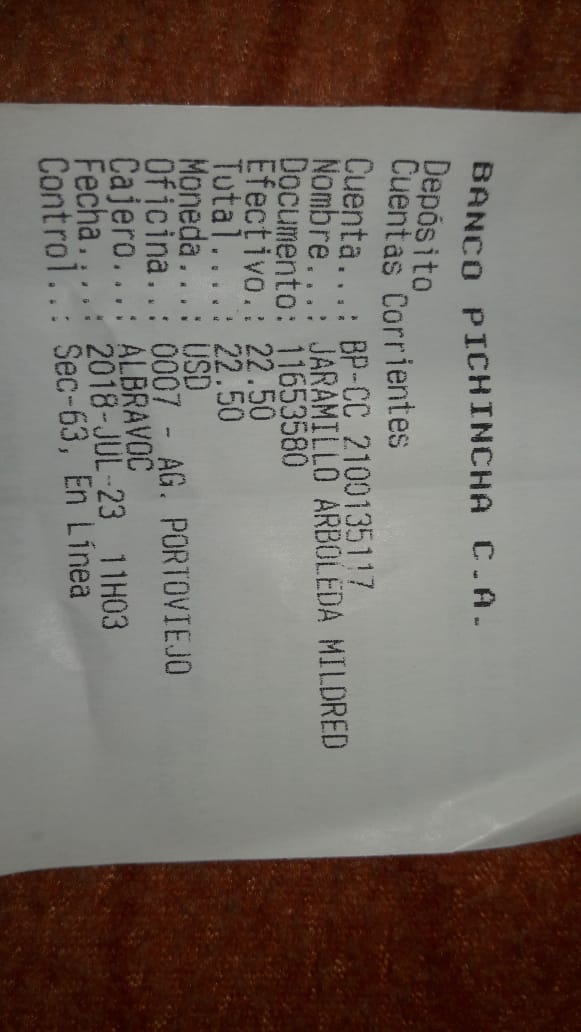 BANCO PICHINCHA C.A.
Depósito
Cuentas Corrientes
Cuenta...: BP-CC 2100135117
Nombre...: JARAMILLO ARBOLEDA MILDRED
Documento: 11653580
Efectivo.: 22.50
Total....: 22.50
Moneda...: USD
Oficina..: 0007 - AG. PORTOVIEJO
Cajero...: ALBRAVOC
Fecha....: 2018-JUL-23 11H03
Control..: Sec-63, En Línea